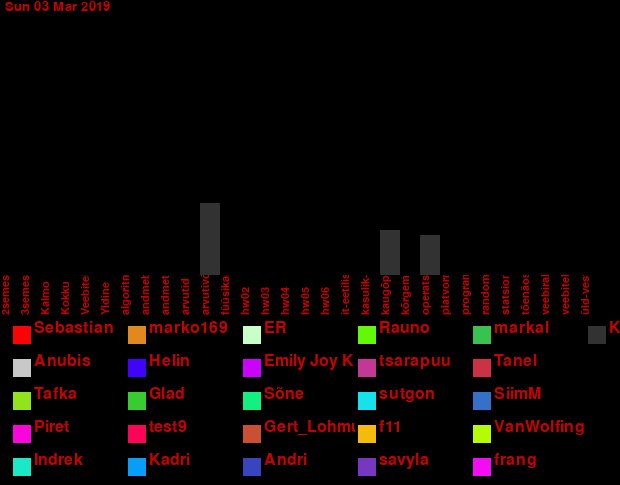 Sun 03 Mar 2019
2semes
3semes
Kalmo
Kokku
Veebite
Yldine
algoritn
andmet
andmet
arvutid
arvutivõ
füüsika
hw02
hw03
hw04
hw05
hw06
it-eetilis
kasulik-
kaugõp
kõrgem
operats
platvorr
progran
random
statsior
tõenäos
veebiral
veebitel
üld-ves
Sebastian marko169 ER Rauno markal K
Anubis Helin Emily Joy K tsarapuu Tanel
Tafka Glad Sõne sutgon SiimM
Piret test9 Gert_Lohmu f11 VanWolfing
Indrek Kadri Andri savyla frang